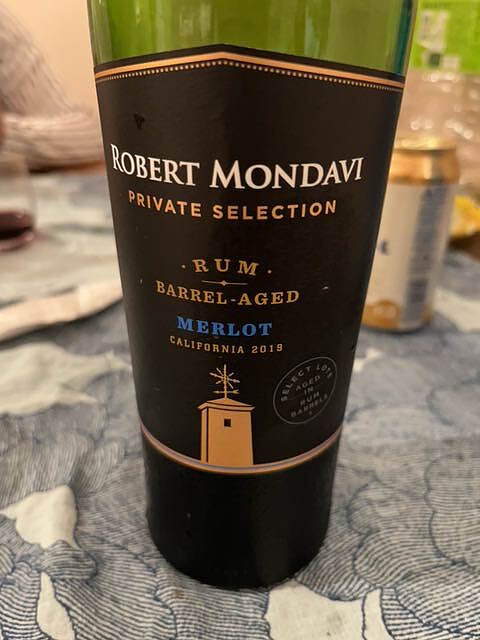 ROBERT MONDAVI
PRIVATE SELECTION
· RUM ·
BARREL-AGED
MERLOT
CALIFORNIA 2019
SELECT LOTS
AGED
IN
RUM
BARRELS